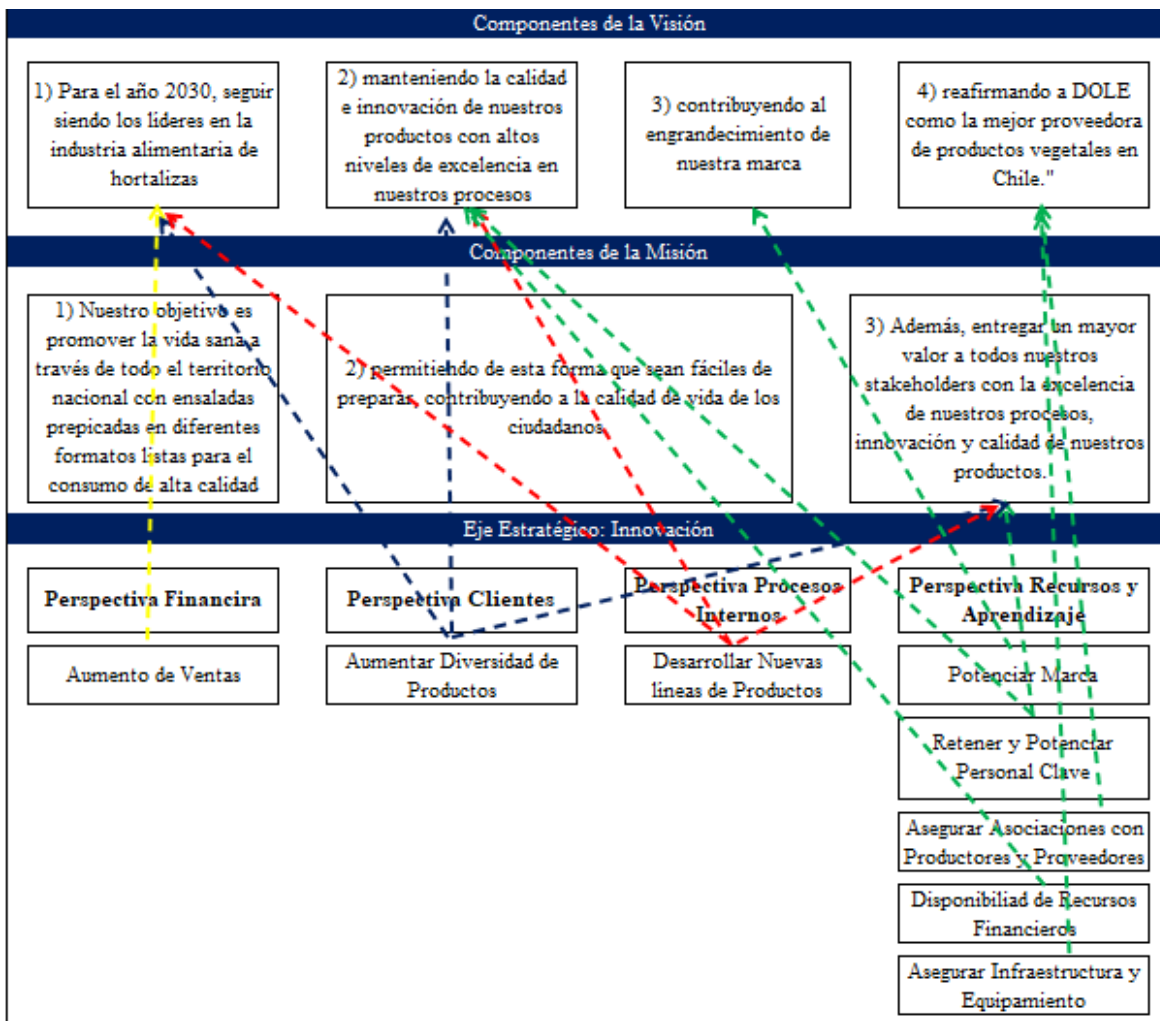 Componentes de la Visión
1) Para el año 2030, seguir
siendo los líderes en la
industria alimentaria de
hortalizas
2) manteniendo la calidad
e innovación de nuestros
productos con altos
niveles de excelencia en
nuestros procesos
3) contribuyendo al
engrandecimiento de
nuestra marca
4) reafirmando a DOLE
como la mejor proveedora
de productos vegetales en
Chile."
Componentes de la Misión
1) Nuestro objetivo es
promover la vida sana a
través de todo el territorio
nacional con ensaladas
prepicadas en diferentes
formatos listas para el
consumo de alta calidad
2) permitiendo de esta forma que sean fáciles de
preparar, contribuyendo a la calidad de vida de los
ciudadanos
3) Además, entregar un mayor
valor a todos nuestros
stakeholders con la excelencia
de nuestros procesos,
innovación y calidad de nuestros
productos.
Eje Estratégico: Innovación
Perspectiva Financira
Perspectiva Clientes
Perspectiva Procesos
Internos
Perspectiva Recursos y
Aprendizaje
Aumento de Ventas
Aumentar Diversidad de
Productos
Desarrollar Nuevas
líneas de Productos
Potenciar Marca
Retener y Potenciar
Personal Clave
Asegurar Asociaciones con
Productores y Proveedores
Disponibiliad de Recursos
Financieros
Asegurar Infraestructura y
Equipamiento